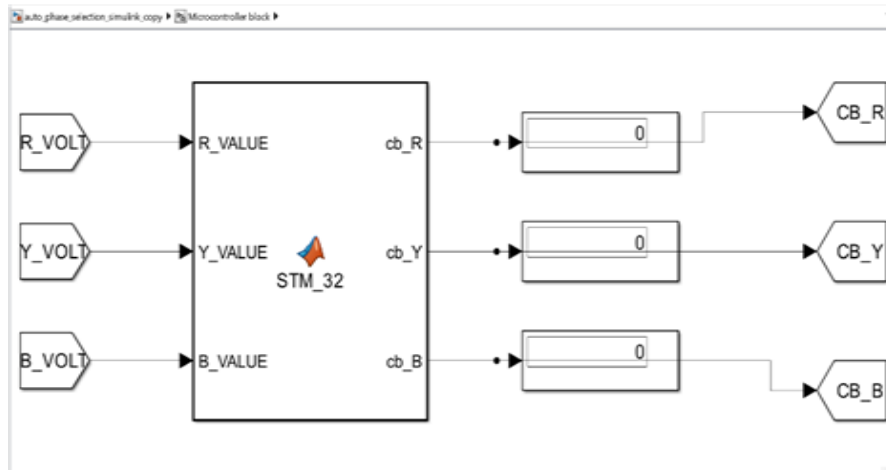 auto_phase_selection_simulink_copy Microcontroller block
R_VOLT R_VALUE cb_R 0 CB_R
Y_VOLT Y_VALUE cb_Y 0 CB_Y
STM_32
B_VOLT B_VALUE cb_B 0 CB_B